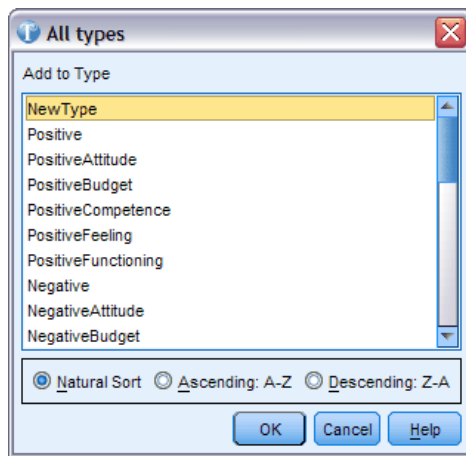 All types
Add to Type
NewType
Positive
PositiveAttitude
PositiveBudget
PositiveCompetence
PositiveFeeling
PositiveFunctioning
Negative
NegativeAttitude
NegativeBudget
Natural Sort Ascending: A-Z Descending: Z-A
OK Cancel Help